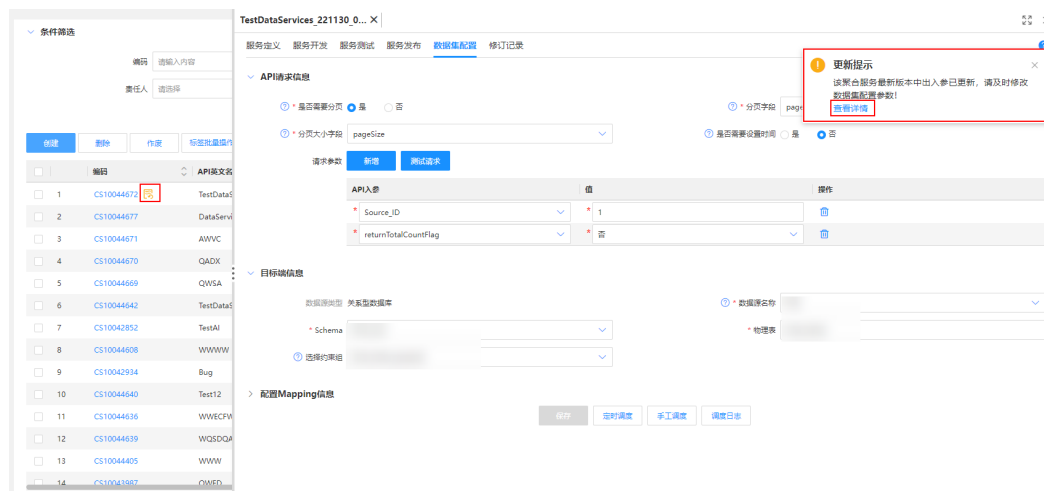 条件筛选
编码 请输入内容
责任人 请选择
创建 删除 作废 标签批量操作
编码 API英文名
1 CS10044672 TestDataS
2 CS10044677 DataServi
3 CS10044671 AWVC
4 CS10044670 QADX
5 CS10044669 QWSA
6 CS10044642 TestDataS
7 CS10042852 TestAI
8 CS10044608 WWWW
9 CS10042934 Bug
10 CS10044640 Test12
11 CS10044636 WWECFW
12 CS10044639 WQSDQA
13 CS10044405 WWW
14 CS10043987 QWED
TestDataServices_221130_0... X
服务定义 服务开发 服务测试 服务发布 数据集配置 修订记录
更新提示
该聚合服务最新版本中出入参已更新，请及时修改
数据集配置参数!
查看详情
API请求信息
* 是否需要分页 是 否
* 分页字段 page
* 分页大小字段 pageSize
是否需要设置时间 是 否
请求参数 新增 测试请求
API入参 值 操作
* Source_ID * 1
* returnTotalCountFlag * 否
目标端信息
数据源类型 关系型数据库
* 数据源名称
* Schema
* 物理表
选择约束组
配置Mapping信息
保存 定时调度 手工调度 调度日志